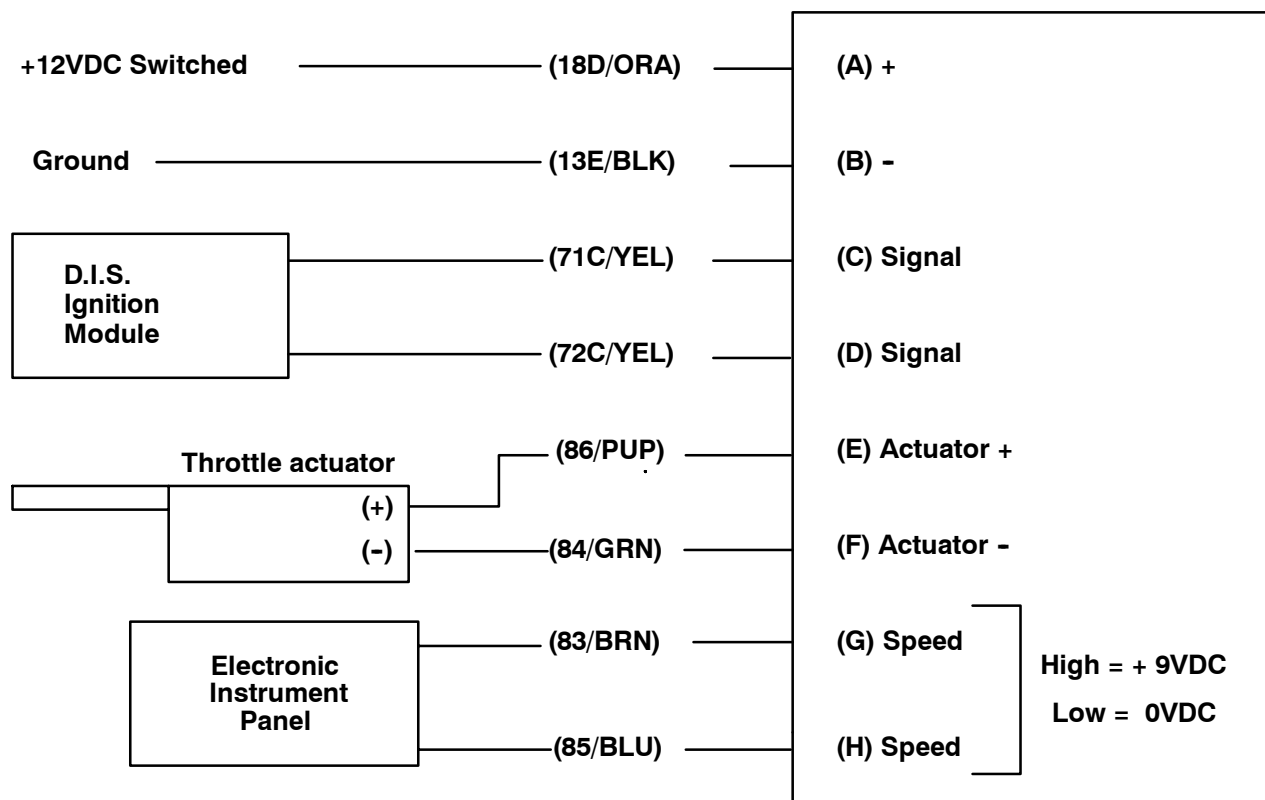 +12VDC Switched (18D/ORA) (A) +
Ground (13E/BLK) (B) -
D.I.S.
Ignition
Module
(71C/YEL) (C) Signal
(72C/YEL) (D) Signal
Throttle actuator
(+)
(-)
(86/PUP) (E) Actuator +
(84/GRN) (F) Actuator -
Electronic
Instrument
Panel
(83/BRN) (G) Speed
(85/BLU) (H) Speed
High = + 9VDC
Low = 0VDC